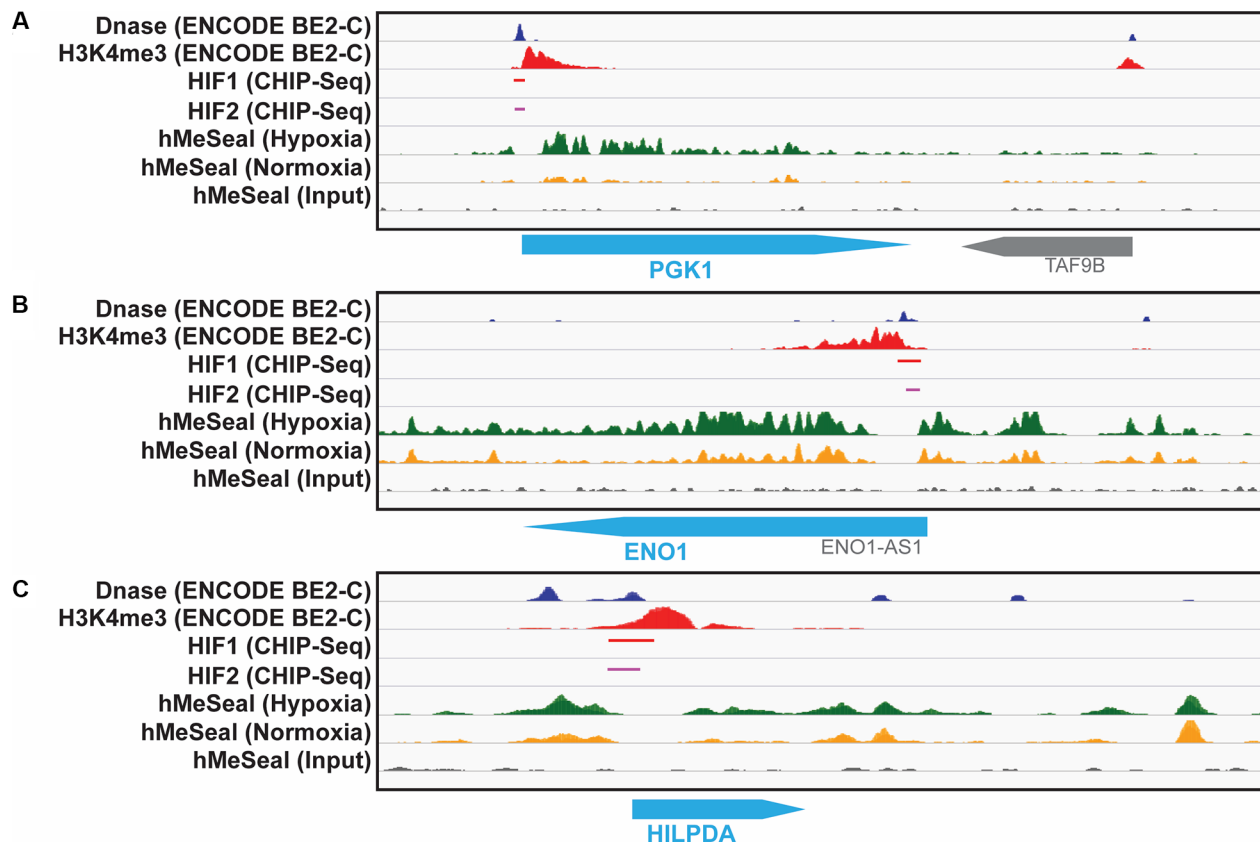 A
Dnase (ENCODE BE2-C)
H3K4me3 (ENCODE BE2-C)
HIF1 (CHIP-Seq)
HIF2 (CHIP-Seq)
hMeSeal (Hypoxia)
hMeSeal (Normoxia)
hMeSeal (Input)
PGK1
TAF9B
B
Dnase (ENCODE BE2-C)
H3K4me3 (ENCODE BE2-C)
HIF1 (CHIP-Seq)
HIF2 (CHIP-Seq)
hMeSeal (Hypoxia)
hMeSeal (Normoxia)
hMeSeal (Input)
ENO1
ENO1-AS1
C
Dnase (ENCODE BE2-C)
H3K4me3 (ENCODE BE2-C)
HIF1 (CHIP-Seq)
HIF2 (CHIP-Seq)
hMeSeal (Hypoxia)
hMeSeal (Normoxia)
hMeSeal (Input)
HILPDA